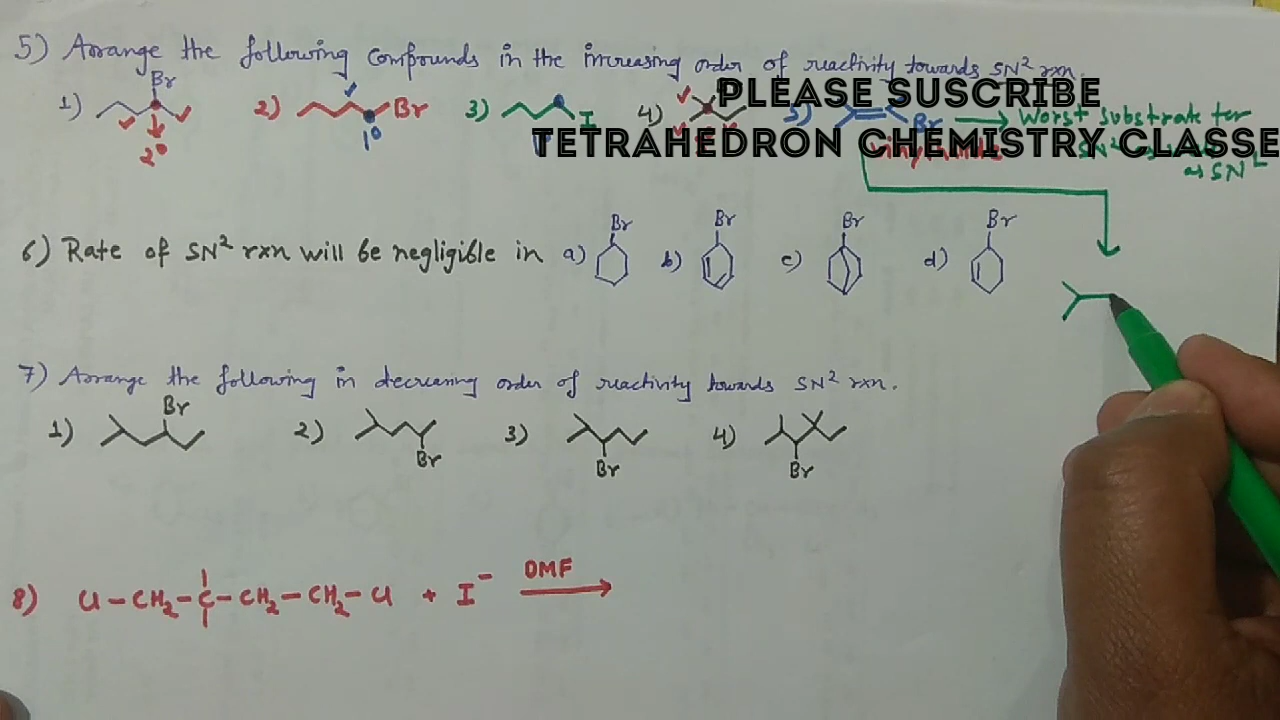 5) Arrange the following compounds in the increasing order of reactivity towards SN² rxn.
1) Br 2° 2) Br 1° 3) I 4) 5) Br → Worst substrate for
PLEASE SUSCRIBE
TETRAHEDRON CHEMISTRY CLASSE
as SN¹
6) Rate of SN² rxn will be negligible in a) Br b) Br c) Br d) Br
7) Arrange the following in decreasing order of reactivity towards SN² rxn.
1) Br 2) Br 3) Br 4) Br
8) Cl-CH₂-C-CH₂-CH₂-Cl + I⁻ DMF →